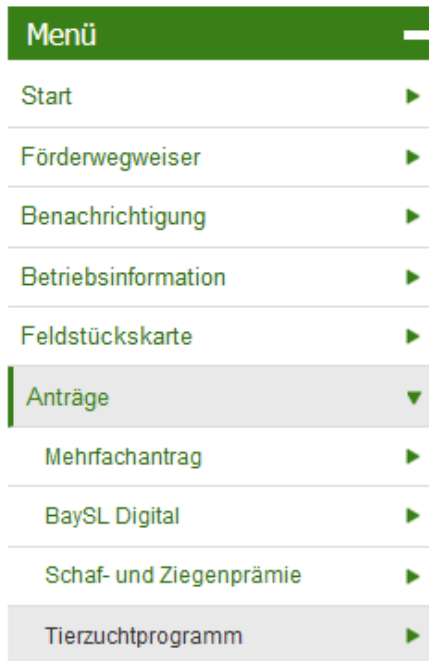 Menü
Start
Förderwegweiser
Benachrichtigung
Betriebsinformation
Feldstückskarte
Anträge
Mehrfachantrag
BaySL Digital
Schaf- und Ziegenprämie
Tierzuchtprogramm